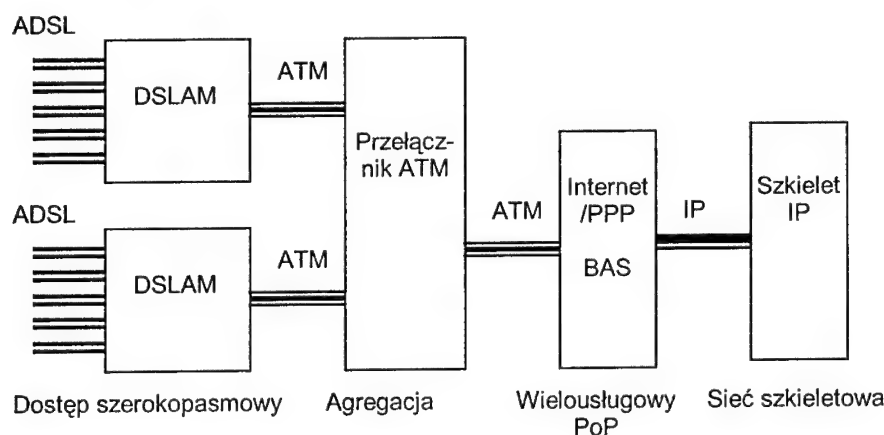 ADSL
DSLAM
ATM
Przełącz-
nik ATM
ADSL
DSLAM
ATM
ATM
Internet
/PPP
BAS
IP
Szkielet
IP
Dostęp szerokopasmowy
Agregacja
Wielousługowy
PoP
Sieć szkieletowa